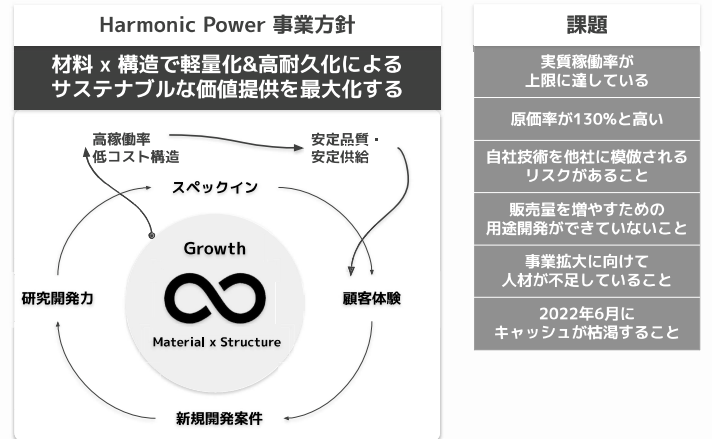 Harmonic Power 事業方針
材料 x 構造で軽量化&高耐久化による
サステナブルな価値提供を最大化する
高稼働率
低コスト構造
安定品質・
安定供給
スペックイン
Growth
研究開発力
顧客体験
Material x Structure
新規開発案件
課題
実質稼働率が
上限に達している
原価率が130%と高い
自社技術を他社に模倣される
リスクがあること
販売量を増やすための
用途開発ができていないこと
事業拡大に向けて
人材が不足していること
2022年6月に
キャッシュが枯渇すること